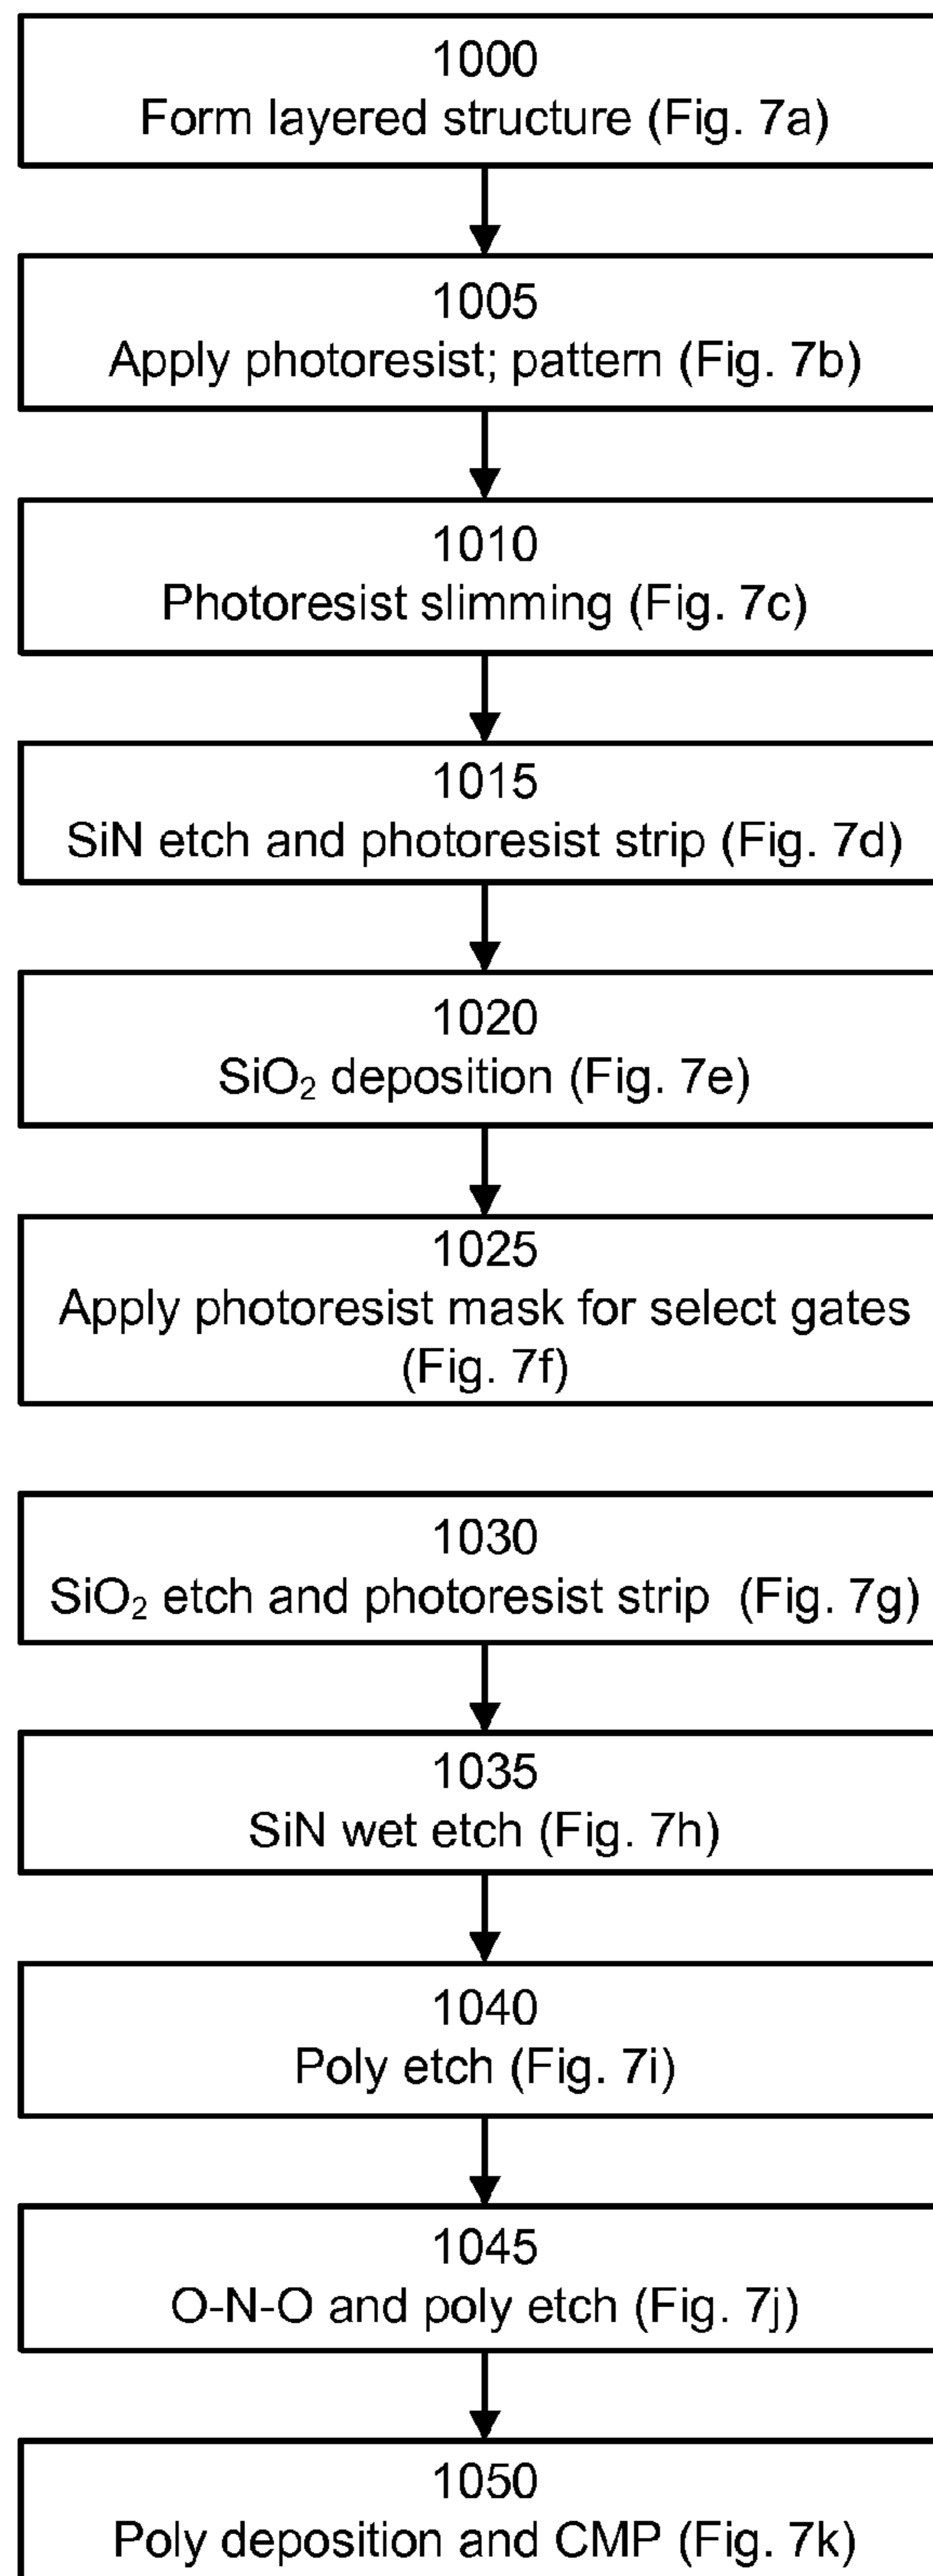 1000
Form layered structure (Fig. 7a)
1005
Apply photoresist; pattern (Fig. 7b)
1010
Photoresist slimming (Fig. 7c)
1015
SiN etch and photoresist strip (Fig. 7d)
1020
SiO₂ deposition (Fig. 7e)
1025
Apply photoresist mask for select gates
(Fig. 7f)
1030
SiO₂ etch and photoresist strip (Fig. 7g)
1035
SiN wet etch (Fig. 7h)
1040
Poly etch (Fig. 7i)
1045
O-N-O and poly etch (Fig. 7j)
1050
Poly deposition and CMP (Fig. 7k)